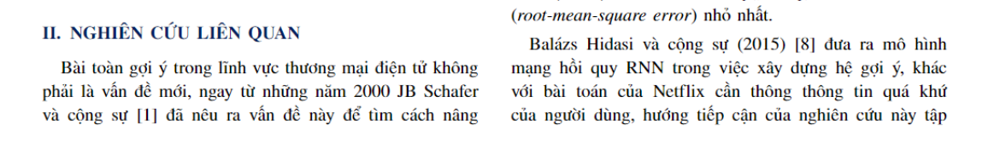 II. NGHIÊN CỨU LIÊN QUAN
Bài toàn gợi ý trong lĩnh vực thương mại điện tử không
phải là vấn đề mới, ngay từ những năm 2000 JB Schafer
và cộng sự [1] đã nêu ra vấn đề này để tìm cách nâng
(root-mean-square error) nhỏ nhất.
Balázs Hidasi và cộng sự (2015) [8] đưa ra mô hình
mạng hồi quy RNN trong việc xây dựng hệ gợi ý, khác
với bài toán của Netflix cần thông thông tin quá khứ
của người dùng, hướng tiếp cận của nghiên cứu này tập